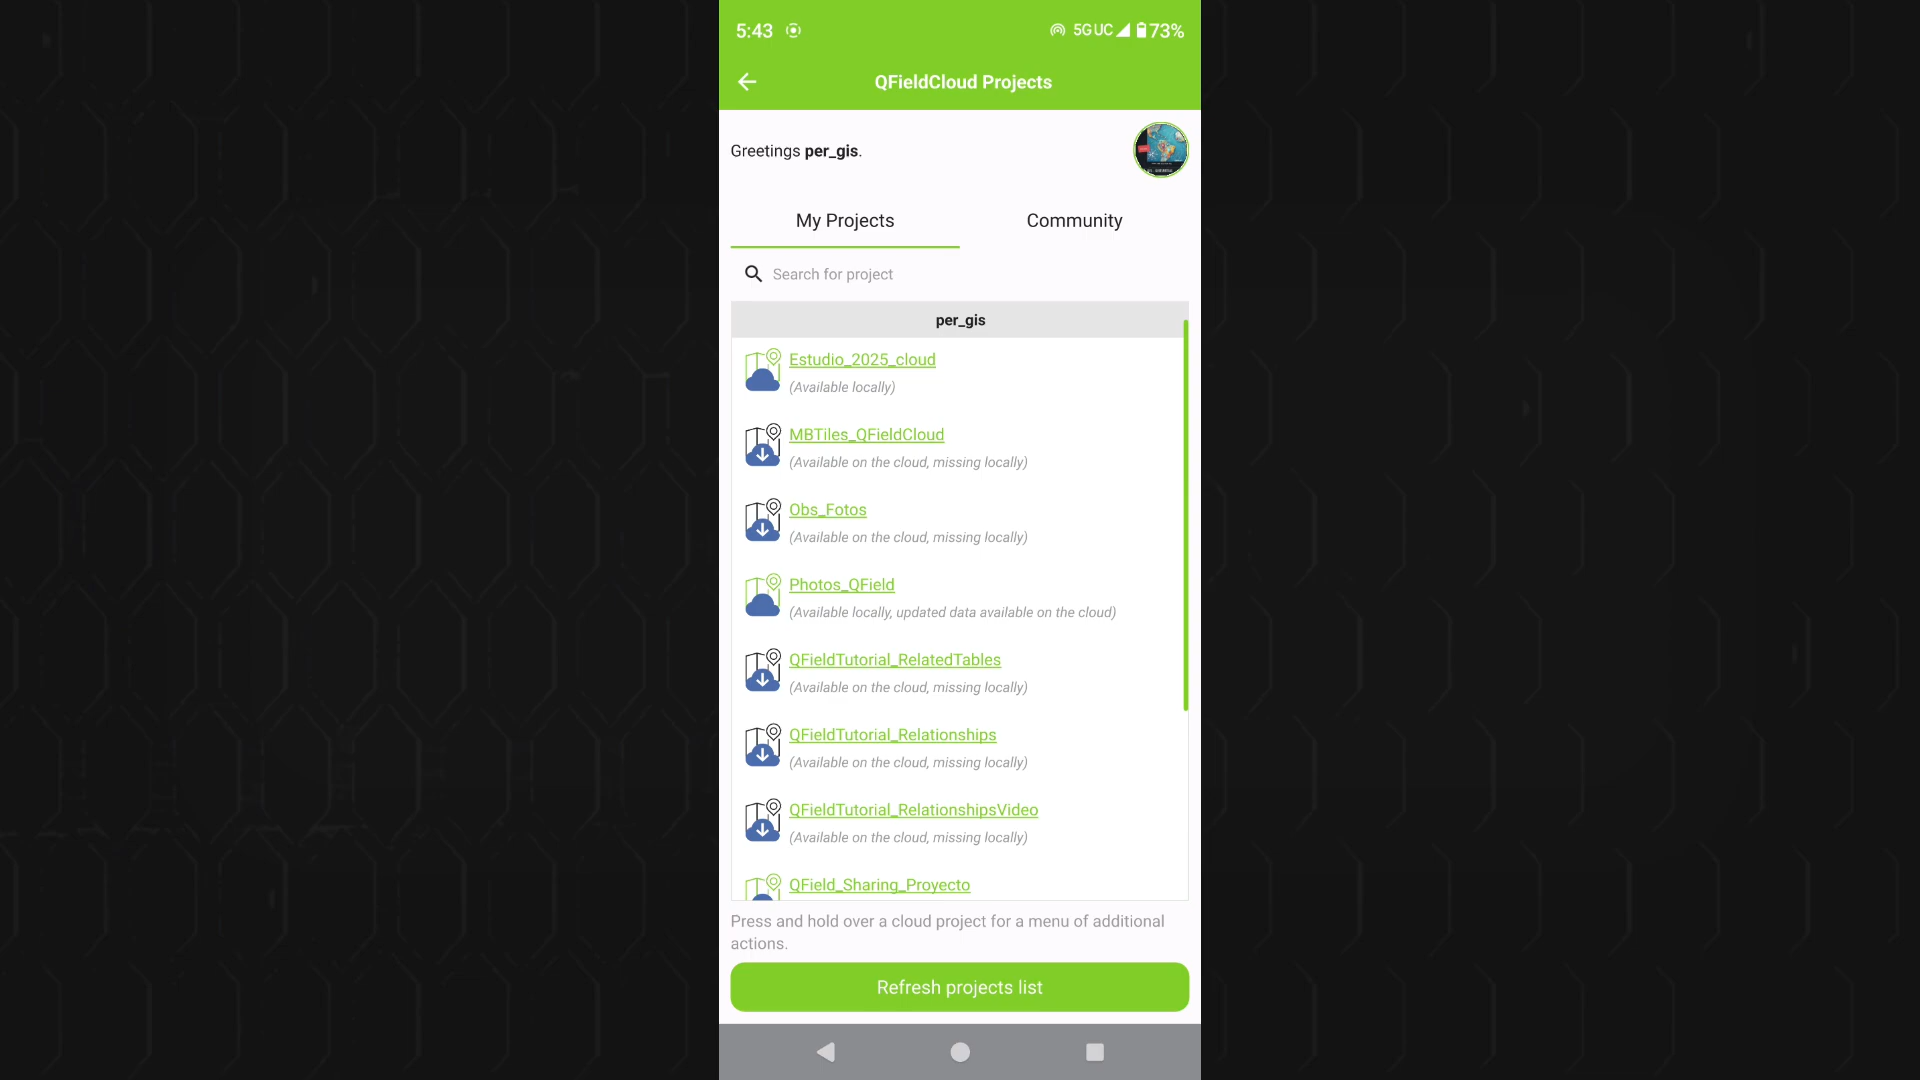 5:43 5G UC 73%
QFieldCloud Projects
Greetings per_gis.
My Projects Community
Search for project
per_gis
Estudio_2025_cloud
(Available locally)
MBTiles_QFieldCloud
(Available on the cloud, missing locally)
Obs_Fotos
(Available on the cloud, missing locally)
Photos_QField
(Available locally, updated data available on the cloud)
QFieldTutorial_RelatedTables
(Available on the cloud, missing locally)
QFieldTutorial_Relationships
(Available on the cloud, missing locally)
QFieldTutorial_RelationshipsVideo
(Available on the cloud, missing locally)
QField_Sharing_Proyecto
Press and hold over a cloud project for a menu of additional
actions.
Refresh projects list